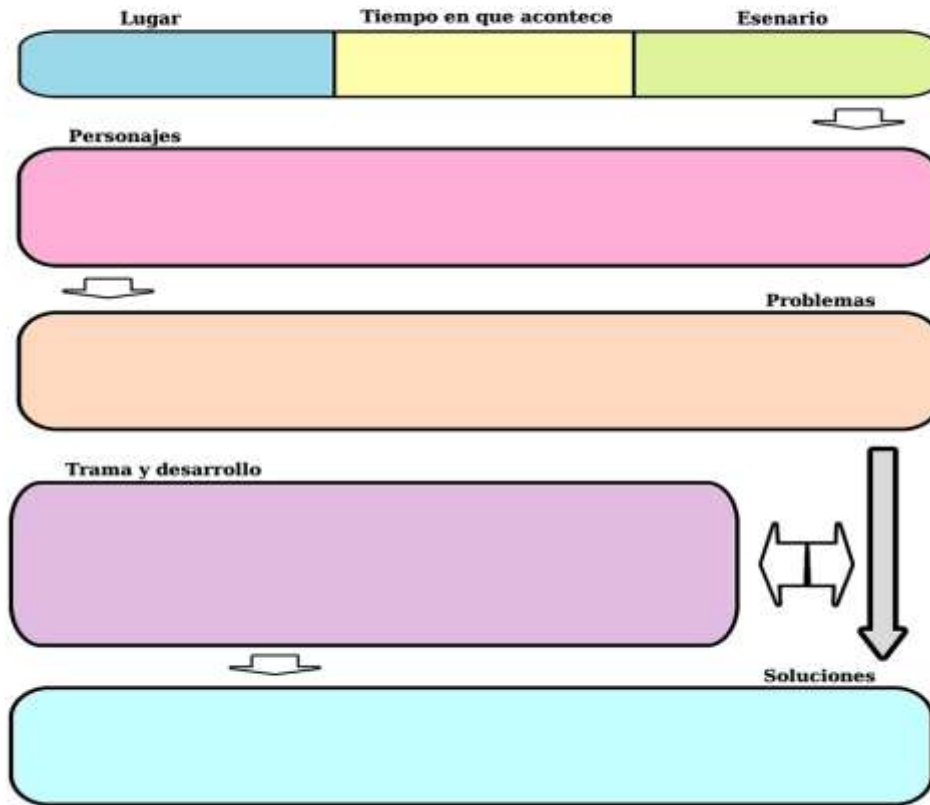 Lugar Tiempo en que acontece Esenario
Personajes
Problemas
Trama y desarrollo
Soluciones